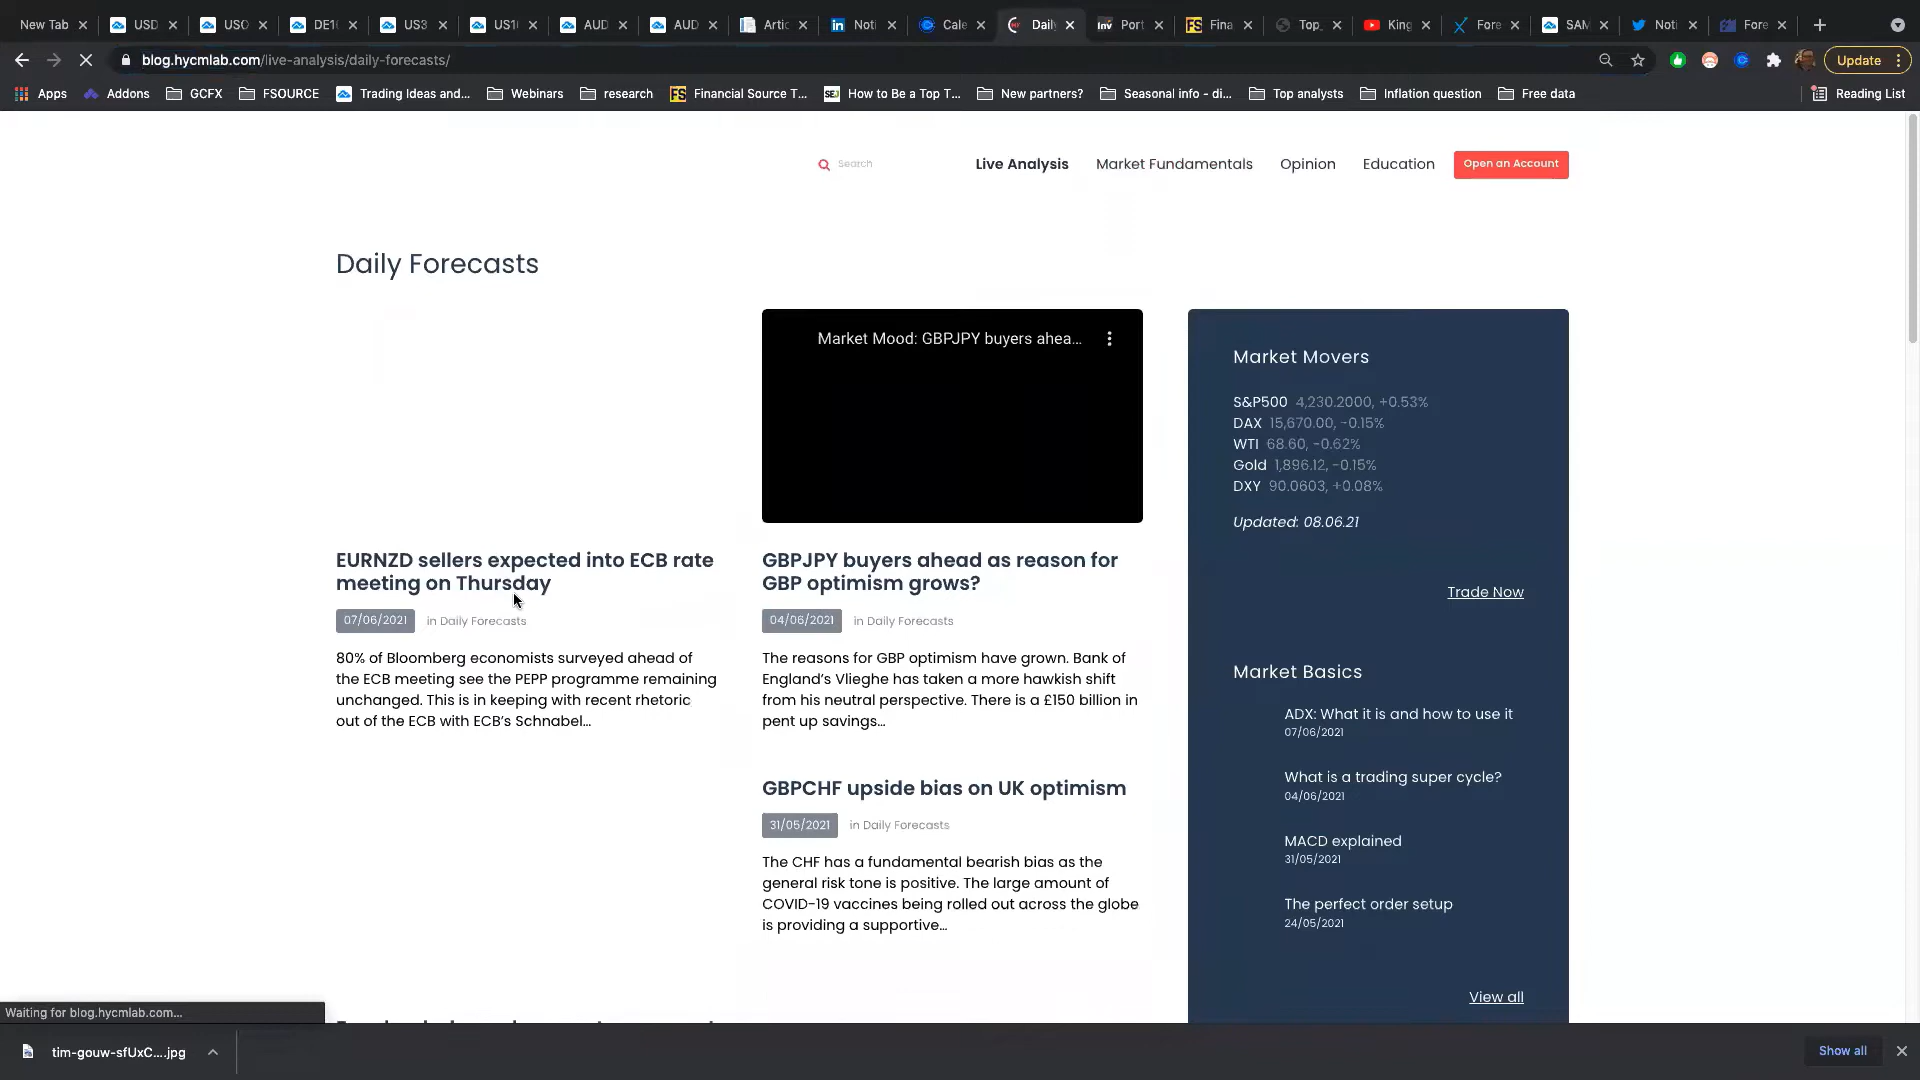 New Tab
USD
USO
DE1
US3
US1
AUD
AUD
Artic
Noti
Cale
Daily
Port
Fina
Top_
King
Fore
SAM
Noti
Fore
blog.hycmlab.com/live-analysis/daily-forecasts/
Update
Apps
Addons
GCFX
FSOURCE
Trading Ideas and...
Webinars
research
FS Financial Source T...
SEJ How to Be a Top T...
New partners?
Seasonal info - di...
Top analysts
Inflation question
Free data
Reading List
Search
Live Analysis
Market Fundamentals
Opinion
Education
Open an Account
Daily Forecasts
EURNZD sellers expected into ECB rate
meeting on Thursday
07/06/2021 in Daily Forecasts
80% of Bloomberg economists surveyed ahead of
the ECB meeting see the PEPP programme remaining
unchanged. This is in keeping with recent rhetoric
out of the ECB with ECB's Schnabel...
Market Mood: GBPJPY buyers ahea...
GBPJPY buyers ahead as reason for
GBP optimism grows?
04/06/2021 in Daily Forecasts
The reasons for GBP optimism have grown. Bank of
England's Vlieghe has taken a more hawkish shift
from his neutral perspective. There is a £150 billion in
pent up savings...
GBPCHF upside bias on UK optimism
31/05/2021 in Daily Forecasts
The CHF has a fundamental bearish bias as the
general risk tone is positive. The large amount of
COVID-19 vaccines being rolled out across the globe
is providing a supportive...
Market Movers
S&P500 4,230.2000, +0.53%
DAX 15,670.00, -0.15%
WTI 68.60, -0.62%
Gold 1,896.12, -0.15%
DXY 90.0603, +0.08%
Updated: 08.06.21
Trade Now
Market Basics
ADX: What it is and how to use it
07/06/2021
What is a trading super cycle?
04/06/2021
MACD explained
31/05/2021
The perfect order setup
24/05/2021
View all
Waiting for blog.hycmlab.com...
tim-gouw-sfUxC....jpg
Show all